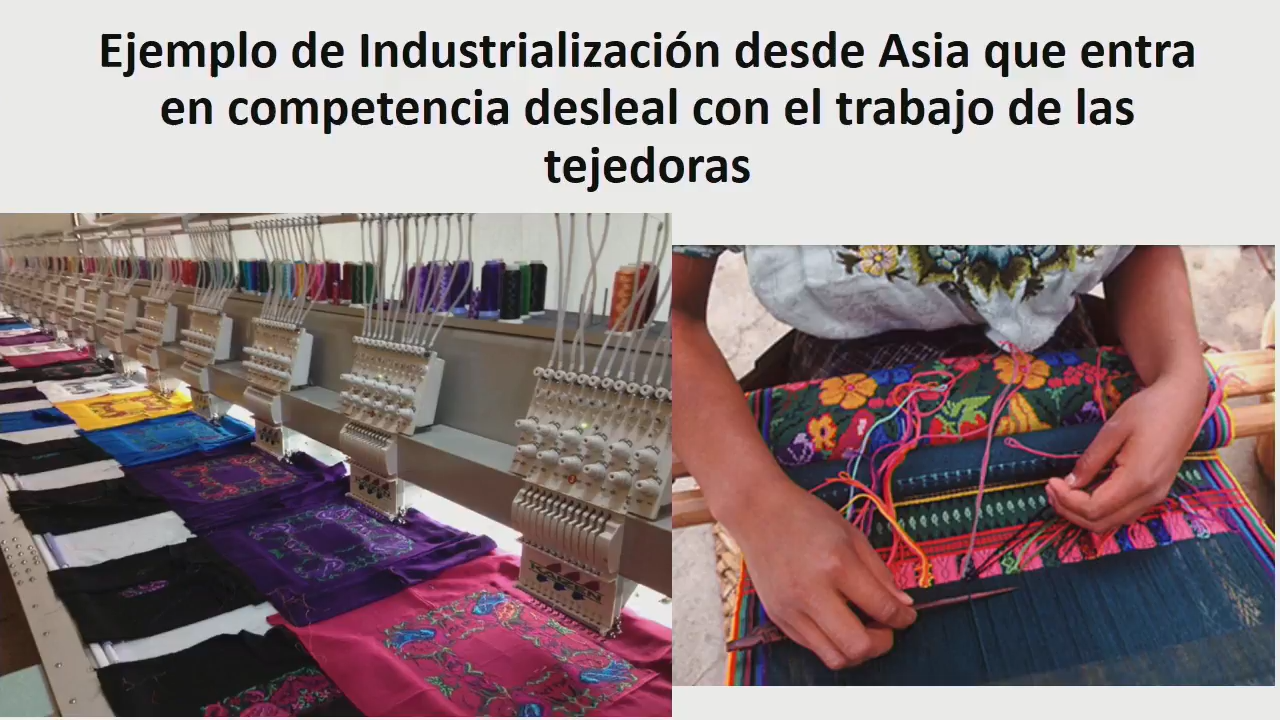 Ejemplo de Industrialización desde Asia que entra
en competencia desleal con el trabajo de las
tejedoras